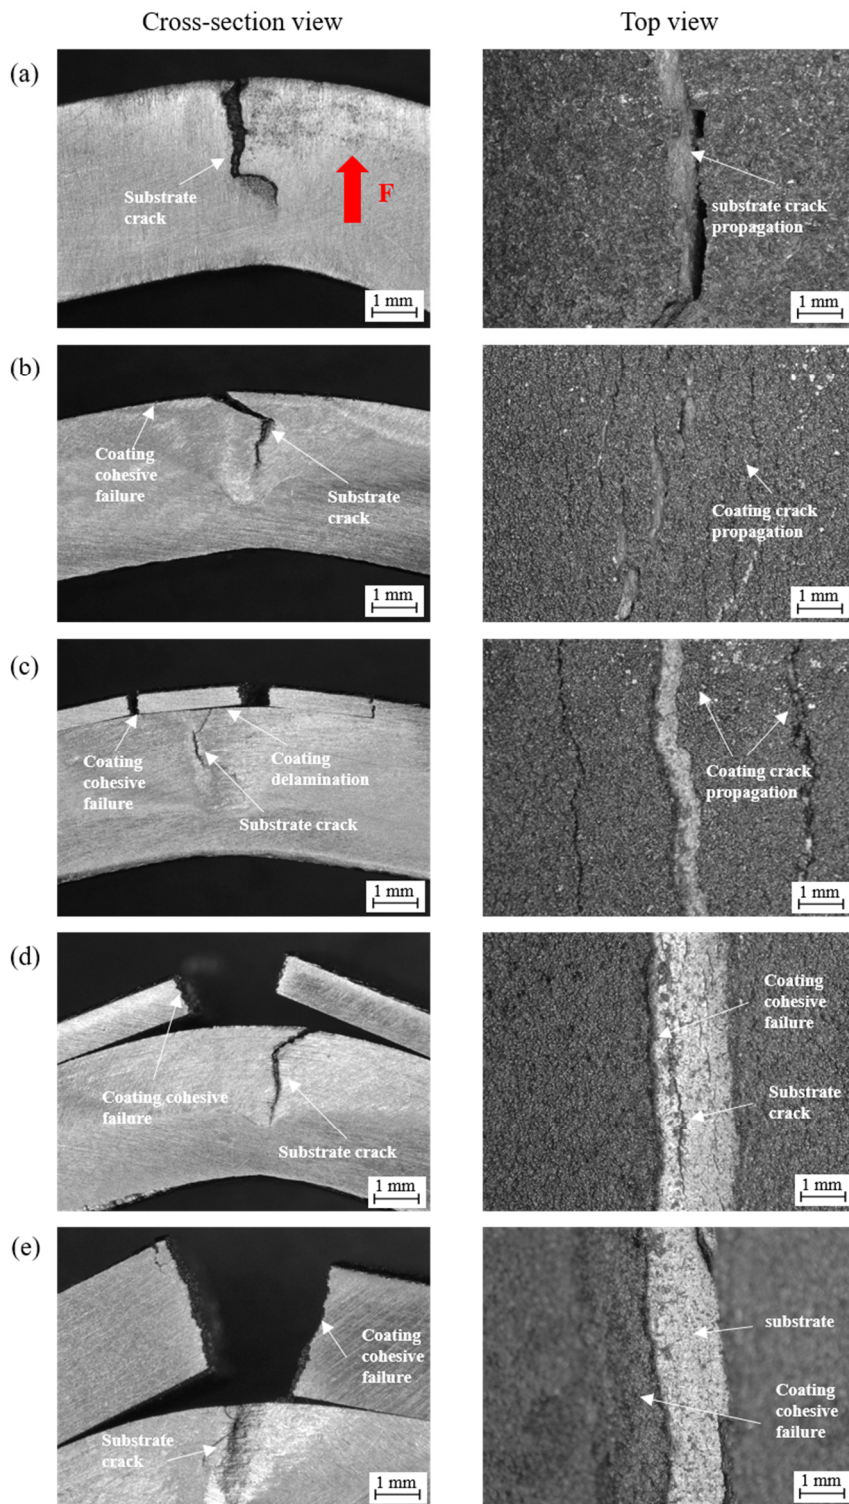 Cross-section view
Top view
(a)
Substrate
crack
F
1 mm
substrate crack
propagation
1 mm
(b)
Coating
cohesive
failure
Substrate
crack
1 mm
Coating crack
propagation
1 mm
(c)
Coating
cohesive
failure
Coating
delamination
Substrate crack
1 mm
Coating crack
propagation
1 mm
(d)
Coating cohesive
failure
Substrate crack
1 mm
Coating
cohesive
failure
Substrate
crack
1 mm
(e)
Coating
cohesive
failure
Substrate
crack
1 mm
substrate
Coating
cohesive
failure
1 mm